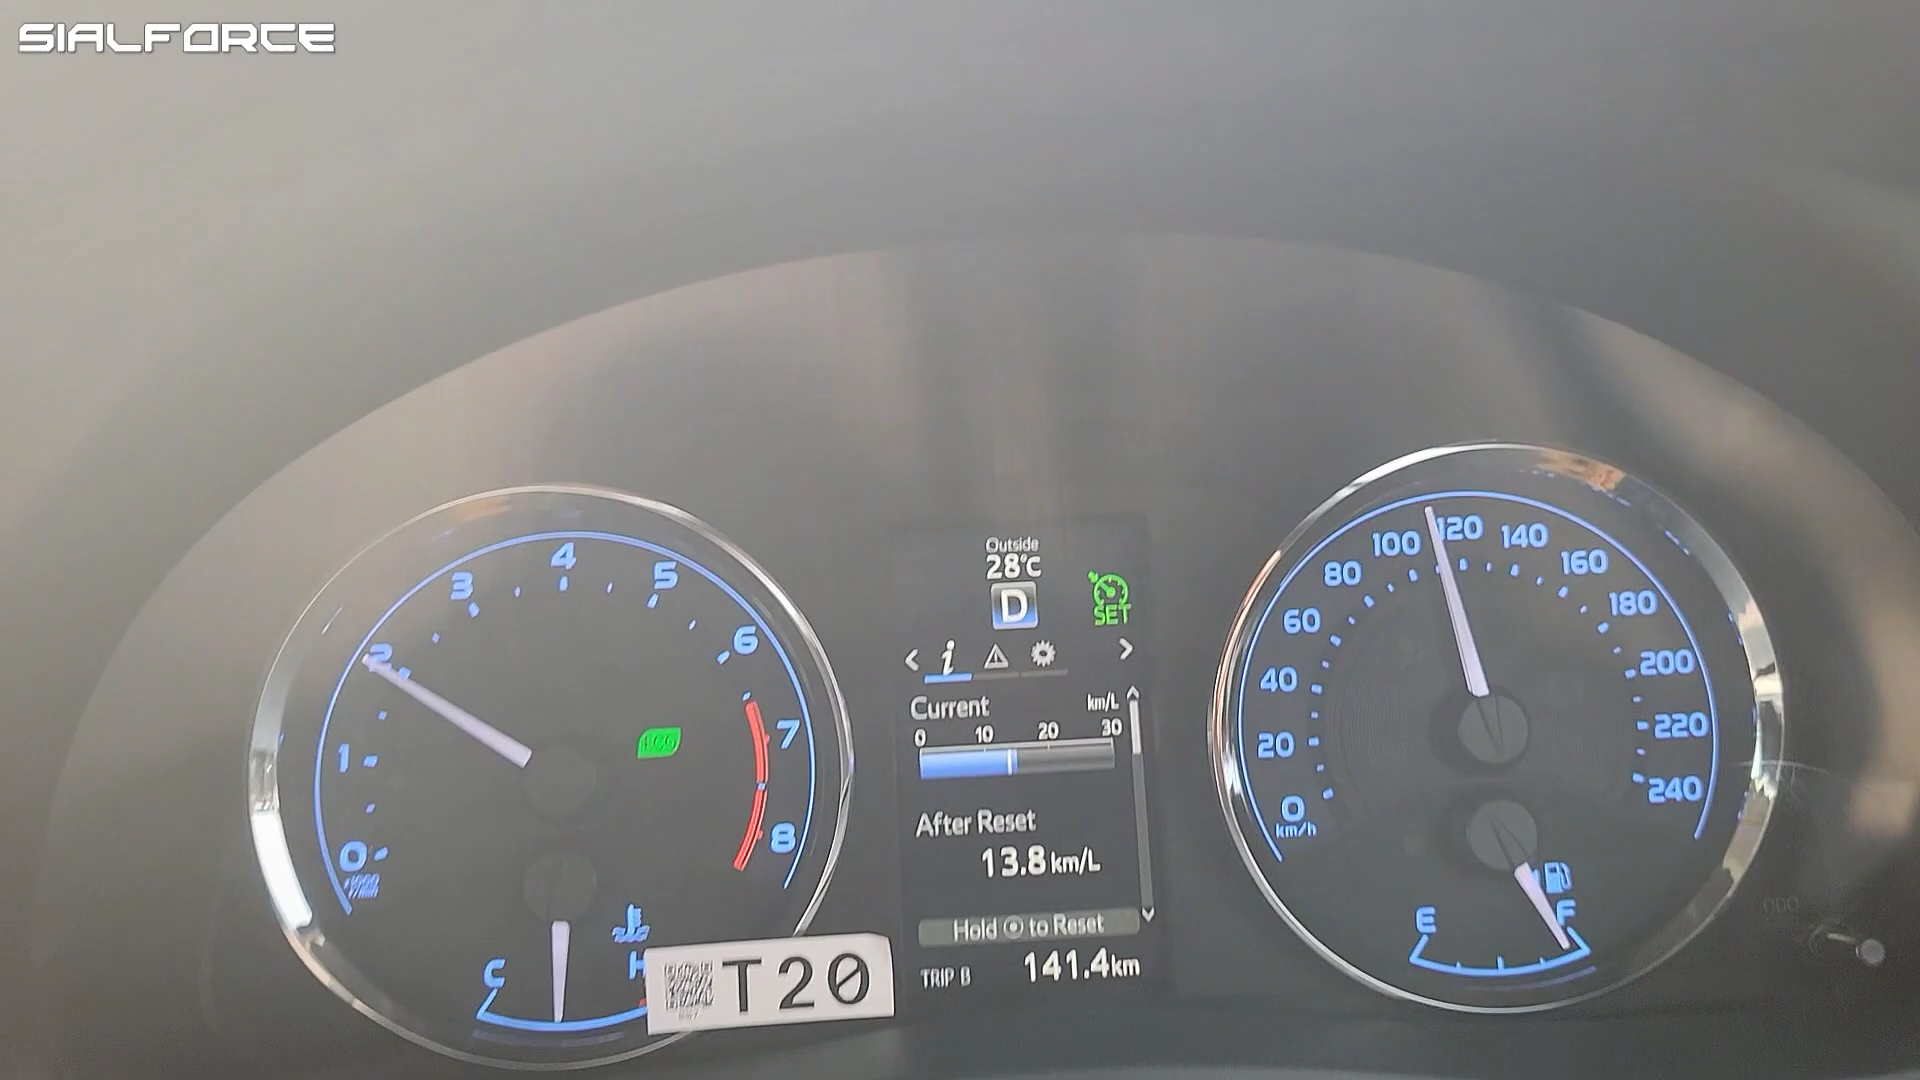 SIALFORCE
Outside
28°C
D
SET
Current km/L
0 10 20 30
After Reset
13.8 km/L
Hold to Reset
TRIP B 141.4km
0 1 2 3 4 5 6 7 8
ECO
C H
T20
0 20 40 60 80 100 120 140 160 180 200 220 240
km/h
E F
ODO